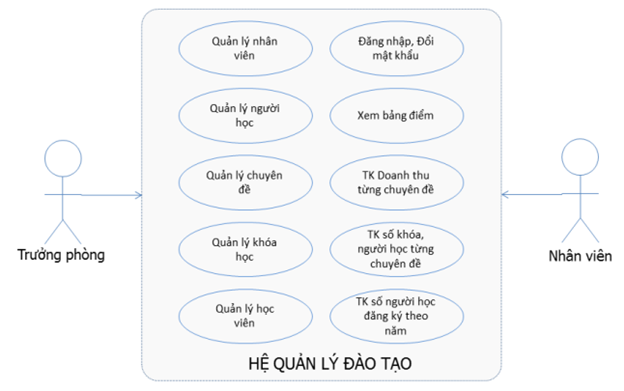 Quản lý nhân
viên
Đăng nhập, Đổi
mật khẩu
Quản lý người
học
Xem bảng điểm
Quản lý chuyên
đề
TK Doanh thu
từng chuyên đề
Quản lý khóa
học
TK số khóa,
người học từng
chuyên đề
Quản lý học
viên
TK số người học
đăng ký theo
năm
Trưởng phòng
Nhân viên
HỆ QUẢN LÝ ĐÀO TẠO